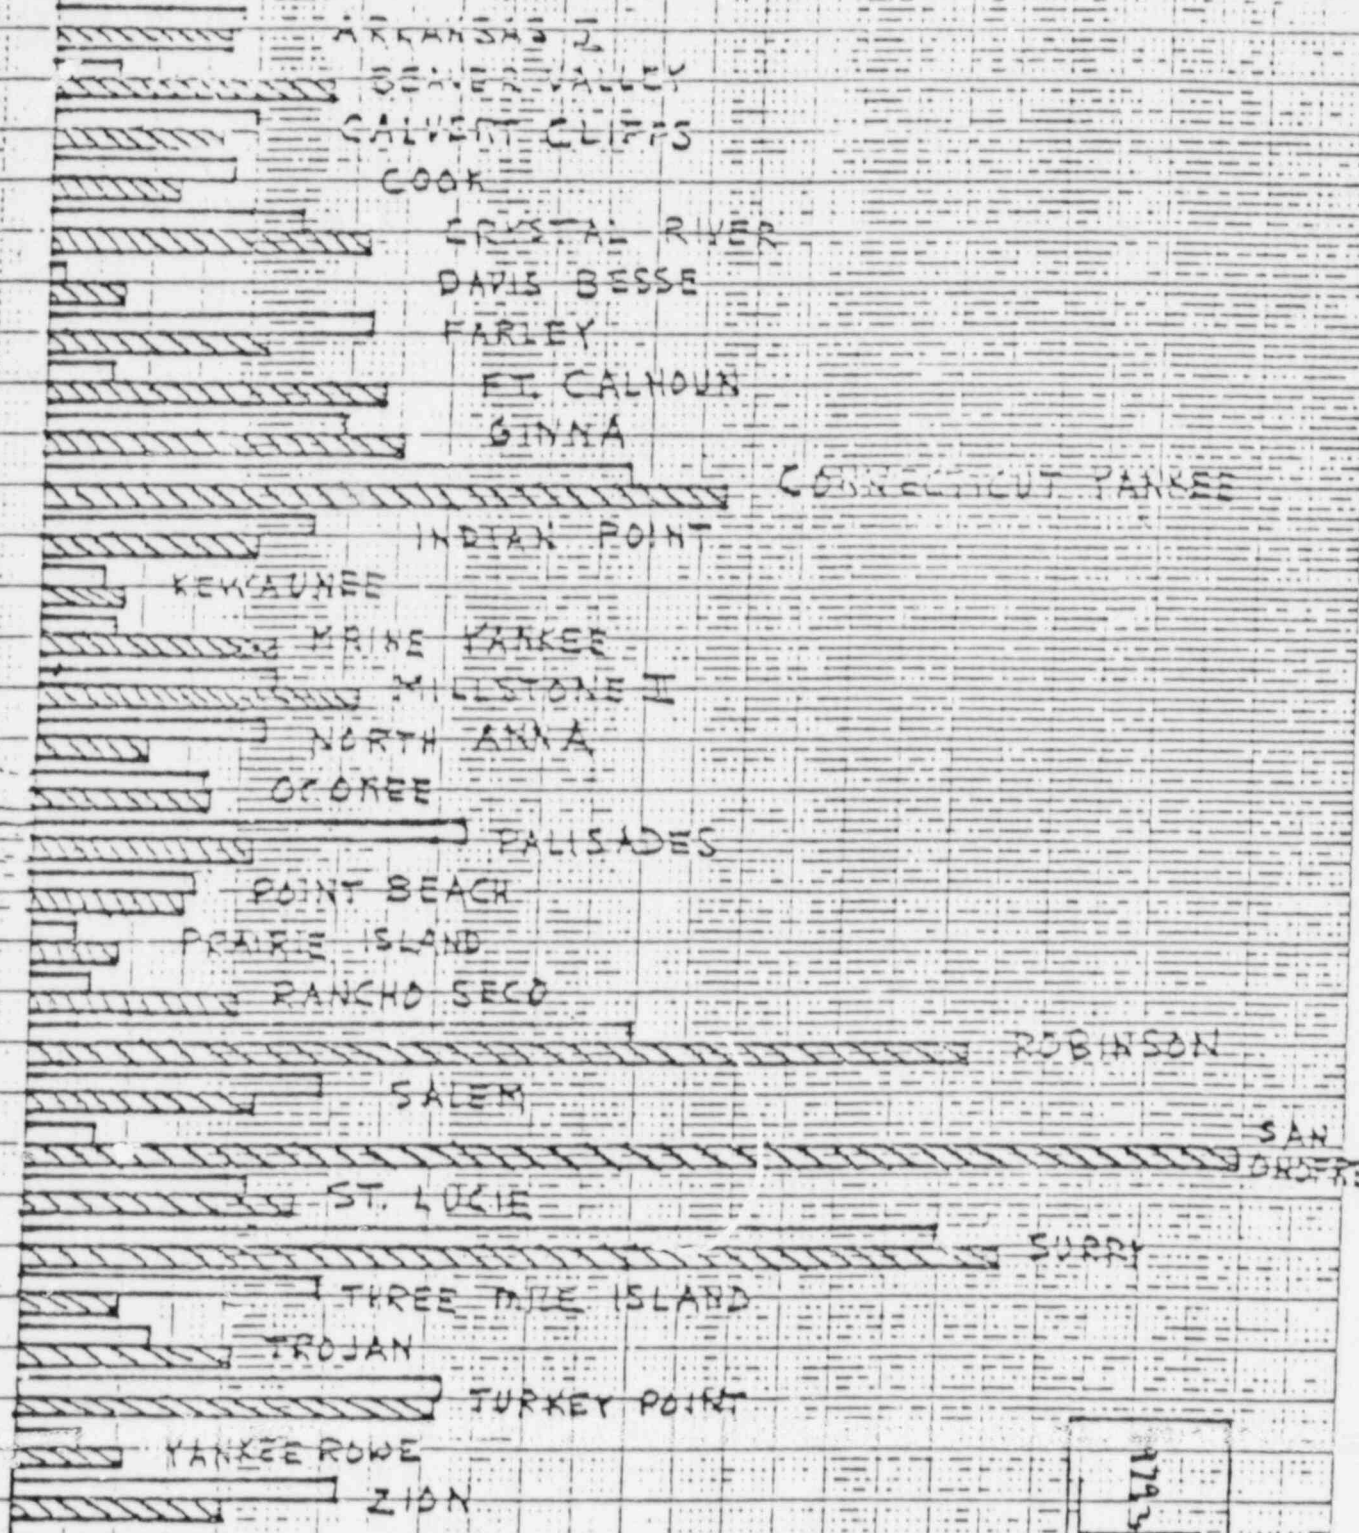 ARKANSAS I
BEAVER VALLEY
CALVERT CLIFFS
COOK
CRYSTAL RIVER
DAVIS BESSE
FARLEY
FT. CALHOUN
GINNA
CONNECTICUT YANKEE
INDIAN POINT
KEWAUNEE
MAINE YANKEE
MILLSTONE II
NORTH ANNA
OCONEE
PALISADES
POINT BEACH
PRAIRIE ISLAND
RANCHO SECO
ROBINSON
SALEM
SAN
ONOFRE
ST. LUCIE
SURRY
THREE MILE ISLAND
TROJAN
TURKEY POINT
YANKEE ROWE
ZION